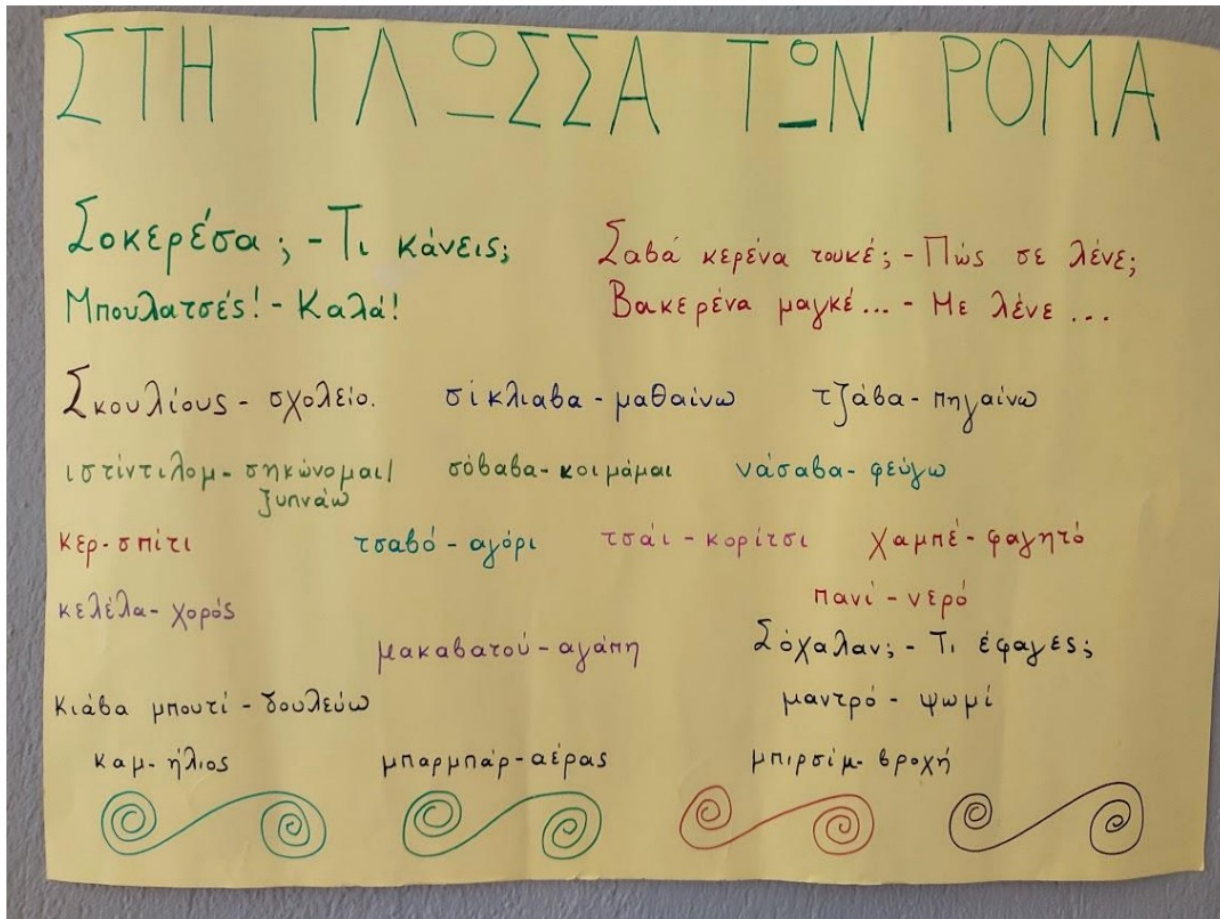 ΣΤΗ ΓΛΩΣΣΑ ΤΩΝ ΡΟΜΑ
Σοκερέσα; - Τι κάνεις;
Μπουλατσές! - Καλά!
Σαβά κερένα τουκέ; - Πώς σε λένε;
Βακερένα μαγκέ... - Με λένε ...
Σκουλίους - σχολείο. σίκλιαβα - μαθαίνω τζάβα - πηγαίνω
ιστίντιλομ - σηκώνομαι/ σόβαβα - κοιμάμαι νάσαβα - φεύγω
ξυπνάω
κερ - σπίτι τσαβό - αγόρι τσάι - κορίτσι χαμπέ - φαγητό
κελέλα - χορός πανί - νερό
μακαβατού - αγάπη Σόχαλαν; - Τι έφαγες;
Κιάβα μπουτί - δουλεύω μαντρό - ψωμί
καμ - ήλιος μπαρμπάρ - αέρας μπιρσίμ - βροχή